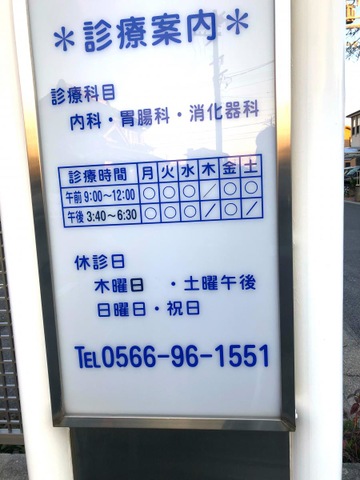 ＊診療案内＊
診療科目
内科・胃腸科・消化器科
診療時間 月 火 水 木 金 土
午前 9:00～12:00 ○ ○ ○ ／ ○ ○
午後 3:40～6:30 ○ ○ ○ ／ ○ ／
休診日
木曜日 ・土曜午後
日曜日・祝日
TEL0566-96-1551